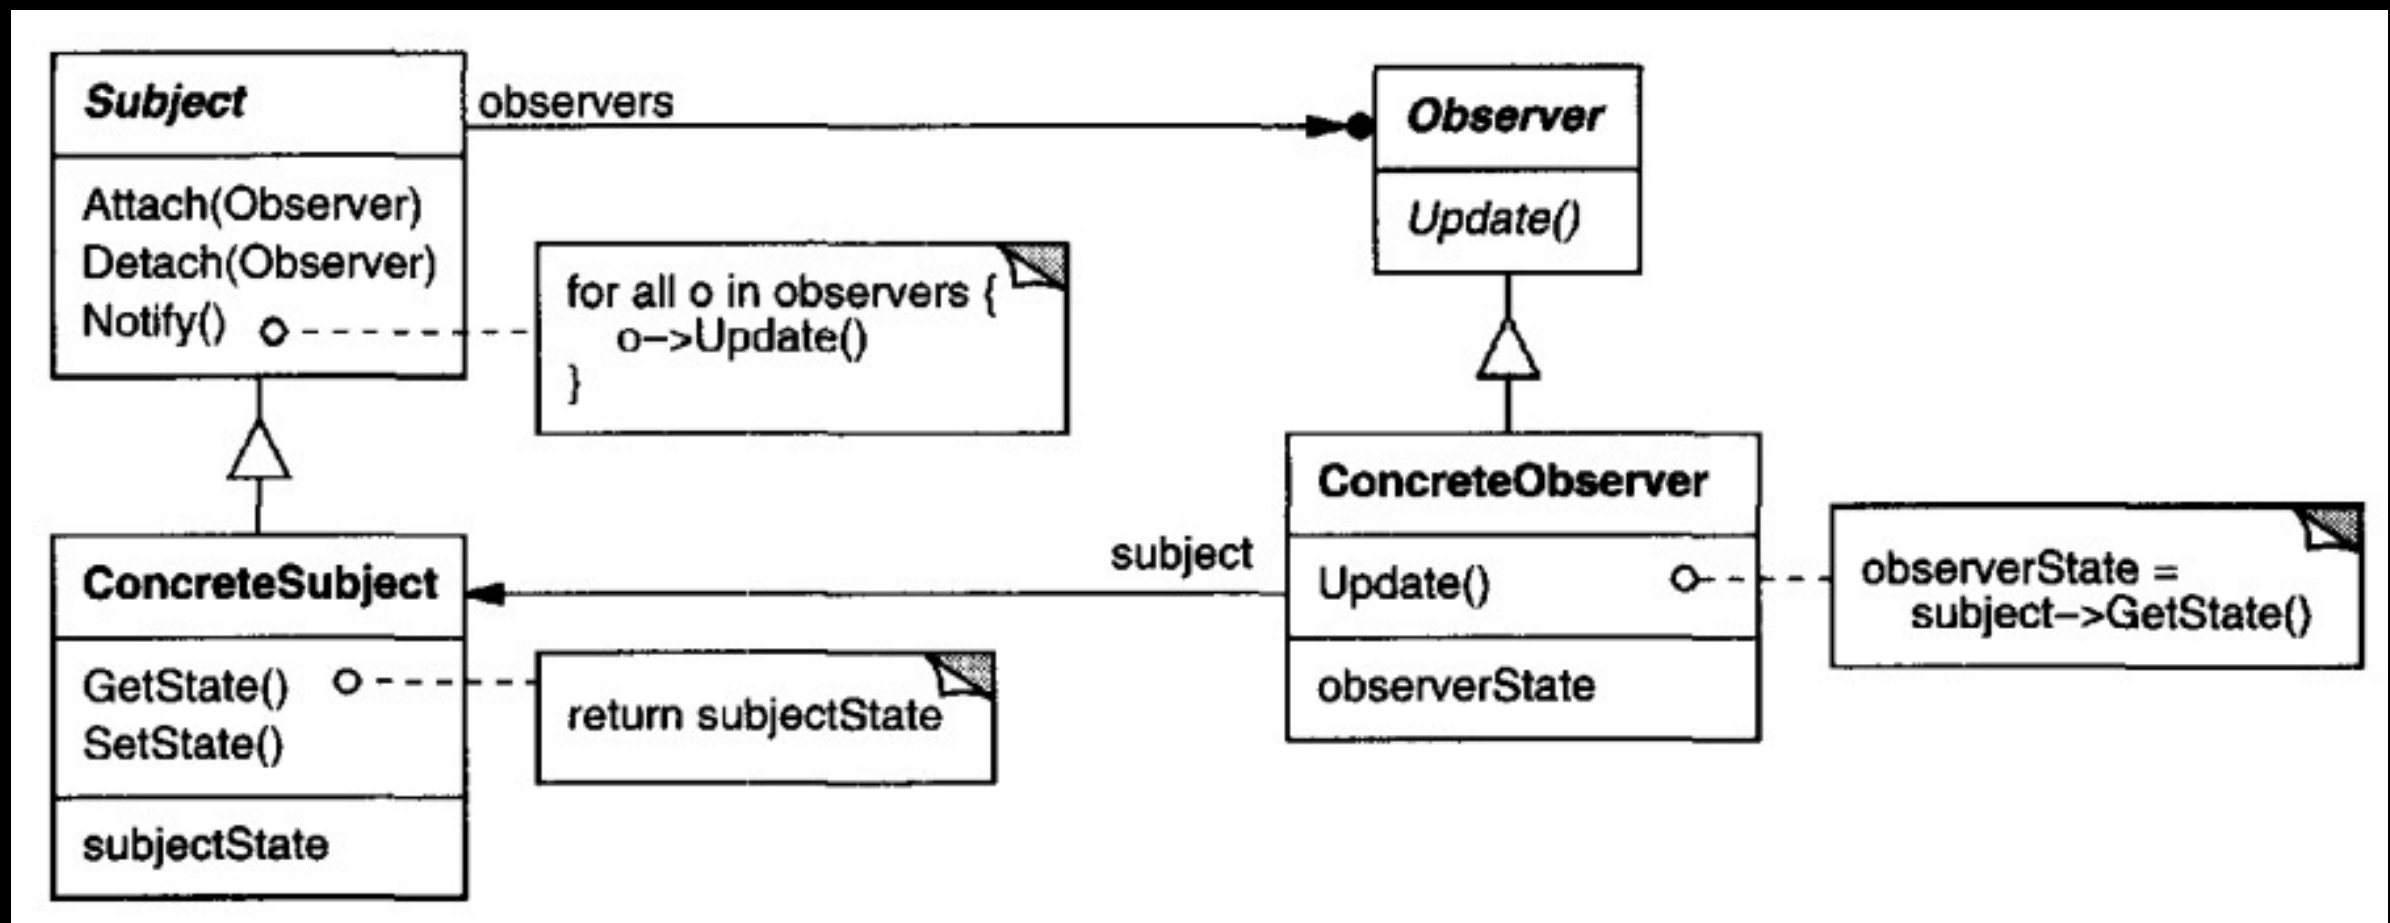 Subject
Attach(Observer)
Detach(Observer)
Notify()
observers
for all o in observers {
o–>Update()
}
Observer
Update()
ConcreteSubject
GetState()
SetState()
subjectState
return subjectState
subject
ConcreteObserver
Update()
observerState
observerState =
subject–>GetState()